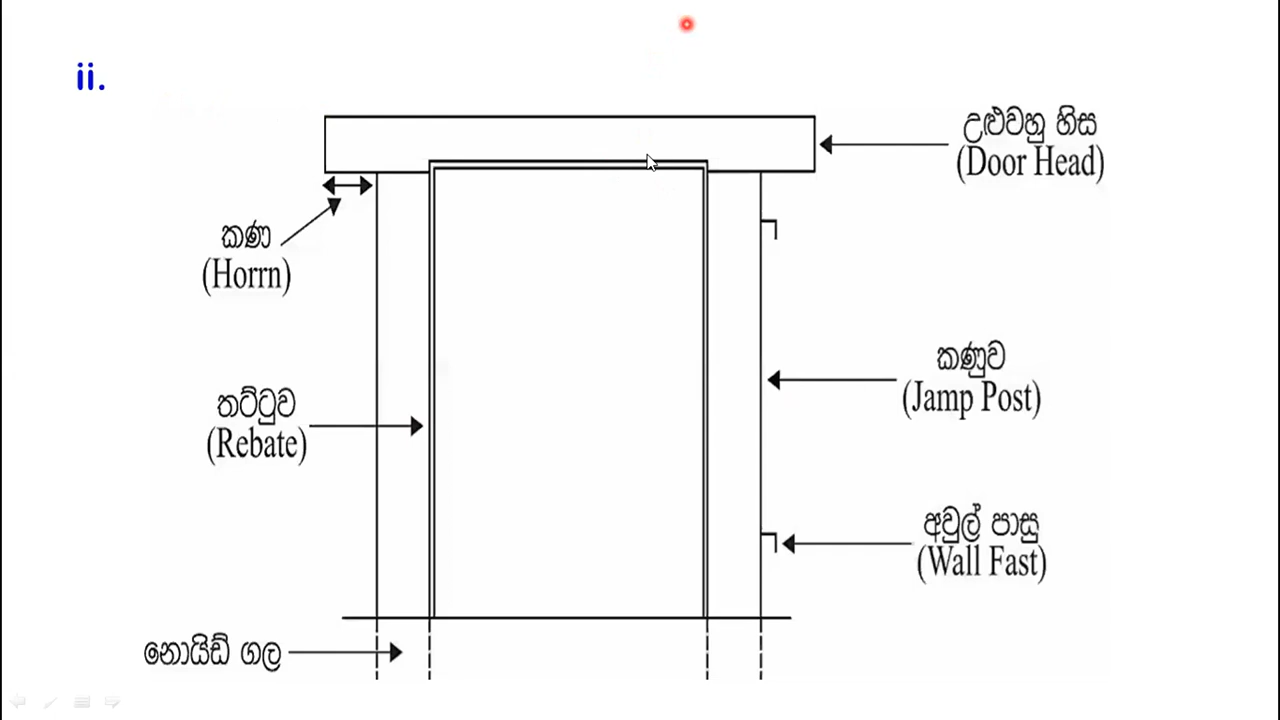 ii.
උළුවහු හිස
(Door Head)
කණ
(Horrn)
කණුව
(Jamp Post)
තට්ටුව
(Rebate)
අවුල් පාසු
(Wall Fast)
නොයිඩ් ගල